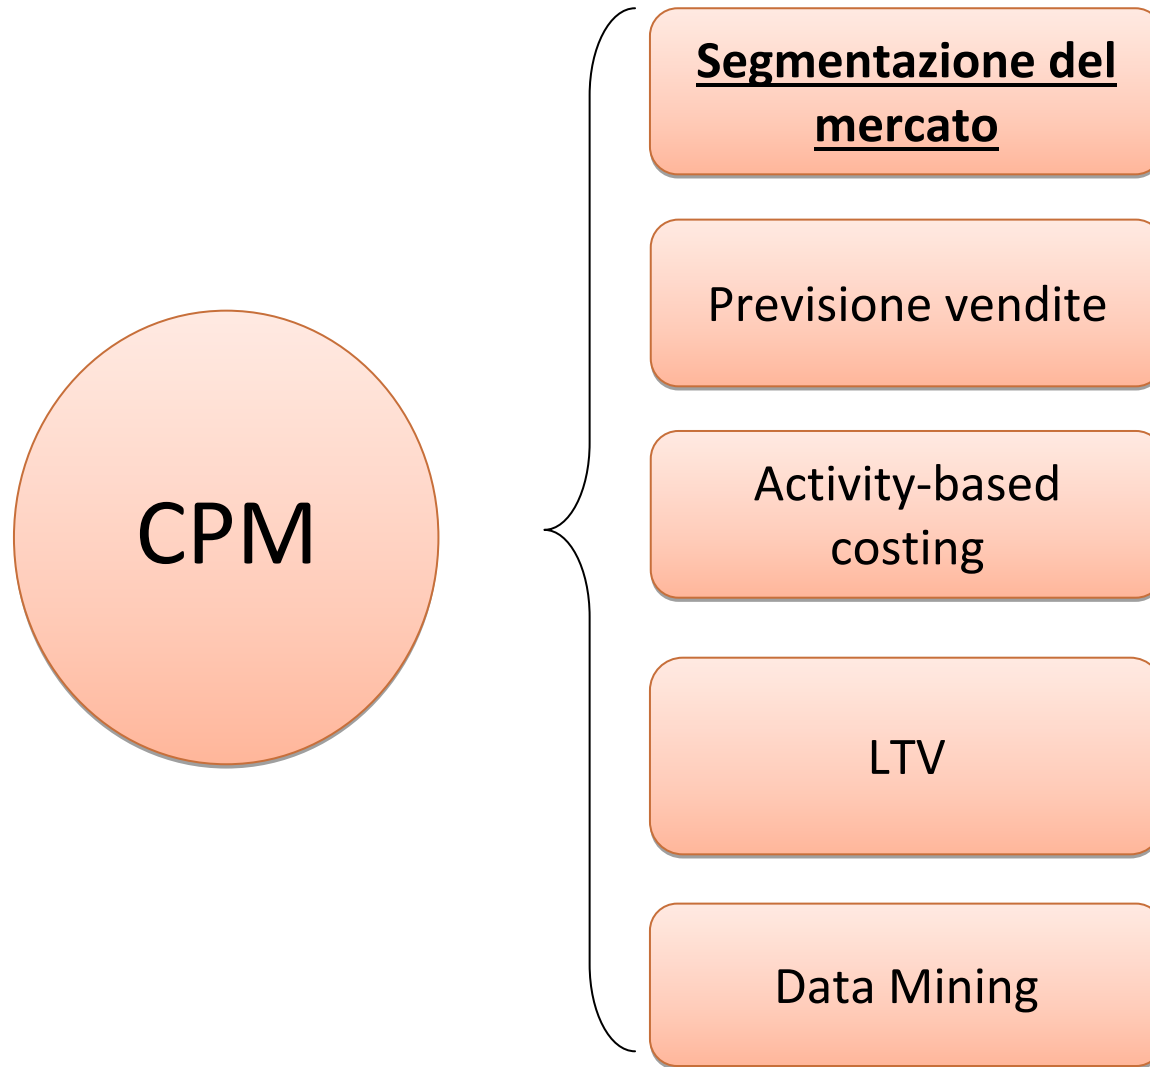 CPM
Segmentazione del
mercato
Previsione vendite
Activity-based
costing
LTV
Data Mining